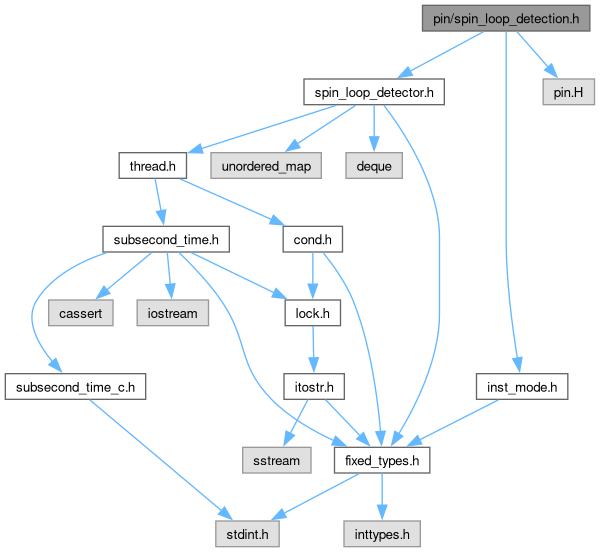 pin/spin_loop_detection.h
spin_loop_detector.h
pin.H
thread.h
unordered_map
deque
subsecond_time.h
cond.h
cassert
iostream
lock.h
subsecond_time_c.h
itostr.h
inst_mode.h
sstream
fixed_types.h
stdint.h
inttypes.h